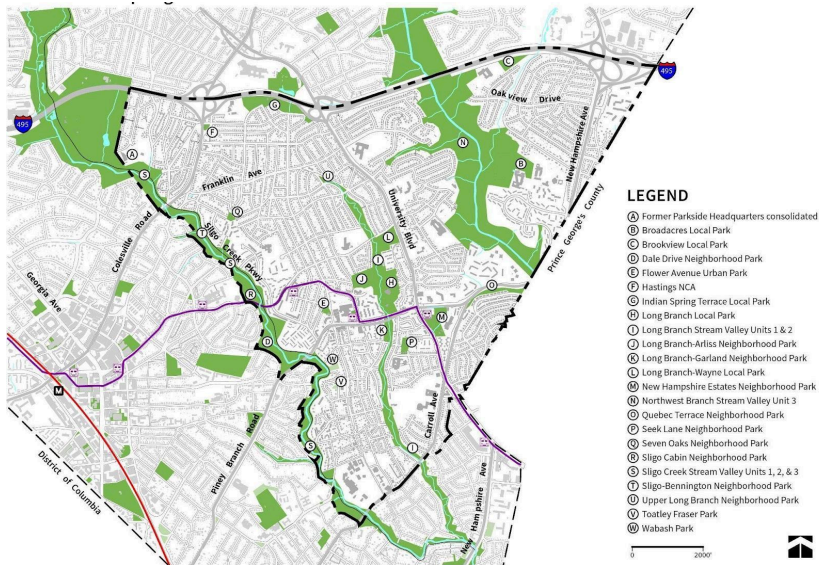 495
C
Oak view Drive
495
G
F
New Hampshire Ave
N
A
B
S
Franklin Ave
U
University Blvd
Prince George's County
Q
Colesville Road
T
Silgo Creek Pkwy
L
S
I
Georgia Ave
J
H
R
O
E
M
K
D
P
W
V
M
Carroll Ave
Piney Branch Road
S
I
District of Columbia
New Hampshire Ave
LEGEND
A Former Parkside Headquarters consolidated
B Broadacres Local Park
C Brookview Local Park
D Dale Drive Neighborhood Park
E Flower Avenue Urban Park
F Hastings NCA
G Indian Spring Terrace Local Park
H Long Branch Local Park
I Long Branch Stream Valley Units 1 & 2
J Long Branch-Arliss Neighborhood Park
K Long Branch-Garland Neighborhood Park
L Long Branch-Wayne Local Park
M New Hampshire Estates Neighborhood Park
N Northwest Branch Stream Valley Unit 3
O Quebec Terrace Neighborhood Park
P Seek Lane Neighborhood Park
Q Seven Oaks Neighborhood Park
R Sligo Cabin Neighborhood Park
S Sligo Creek Stream Valley Units 1, 2, & 3
T Sligo-Bennington Neighborhood Park
U Upper Long Branch Neighborhood Park
V Toatley Fraser Park
W Wabash Park
0 2000'